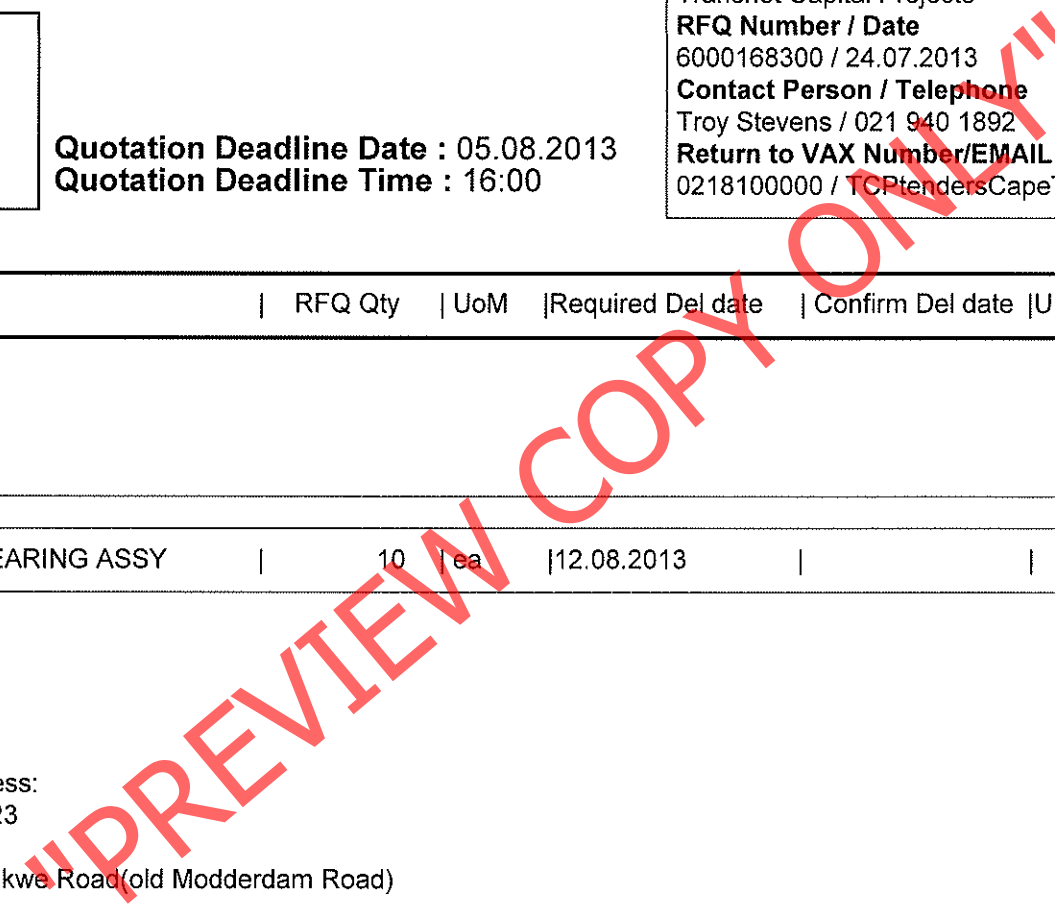 RFQ Number / Date
6000168300 / 24.07.2013
Contact Person / Telephone
Troy Stevens / 021 940 1892
Quotation Deadline Date : 05.08.2013
Return to VAX Number/EMAIL
Quotation Deadline Time : 16:00
0218100000 / TCPtendersCape
| RFQ Qty | UoM |Required Del date | Confirm Del date |U
EARING ASSY | 10 | ea |12.08.2013 | |
ess:
23
kwe Road(old Modderdam Road)
"PREVIEW COPY ONLY"